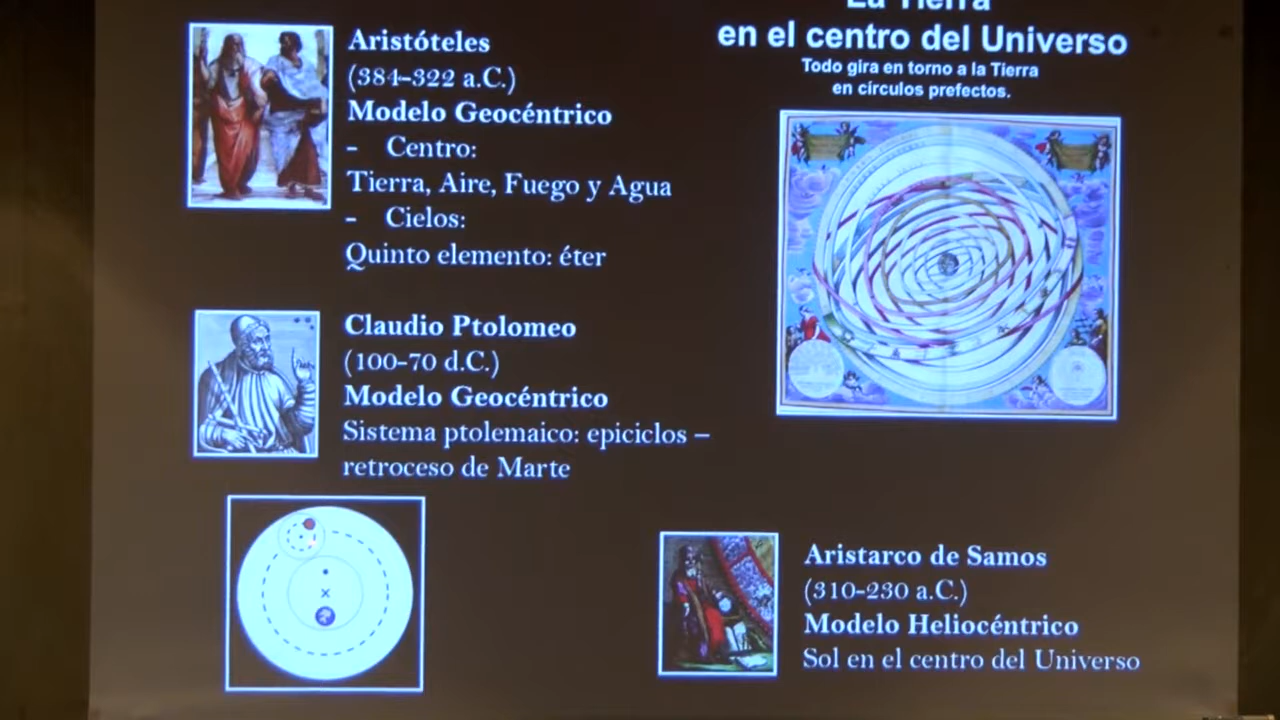 Aristóteles
(384-322 a.C.)
Modelo Geocéntrico
- Centro:
Tierra, Aire, Fuego y Agua
- Cielos:
Quinto elemento: éter
Claudio Ptolomeo
(100-70 d.C.)
Modelo Geocéntrico
Sistema ptolemaico: epiciclos –
retroceso de Marte
La Tierra
en el centro del Universo
Todo gira en torno a la Tierra
en círculos prefectos.
Aristarco de Samos
(310-230 a.C.)
Modelo Heliocéntrico
Sol en el centro del Universo